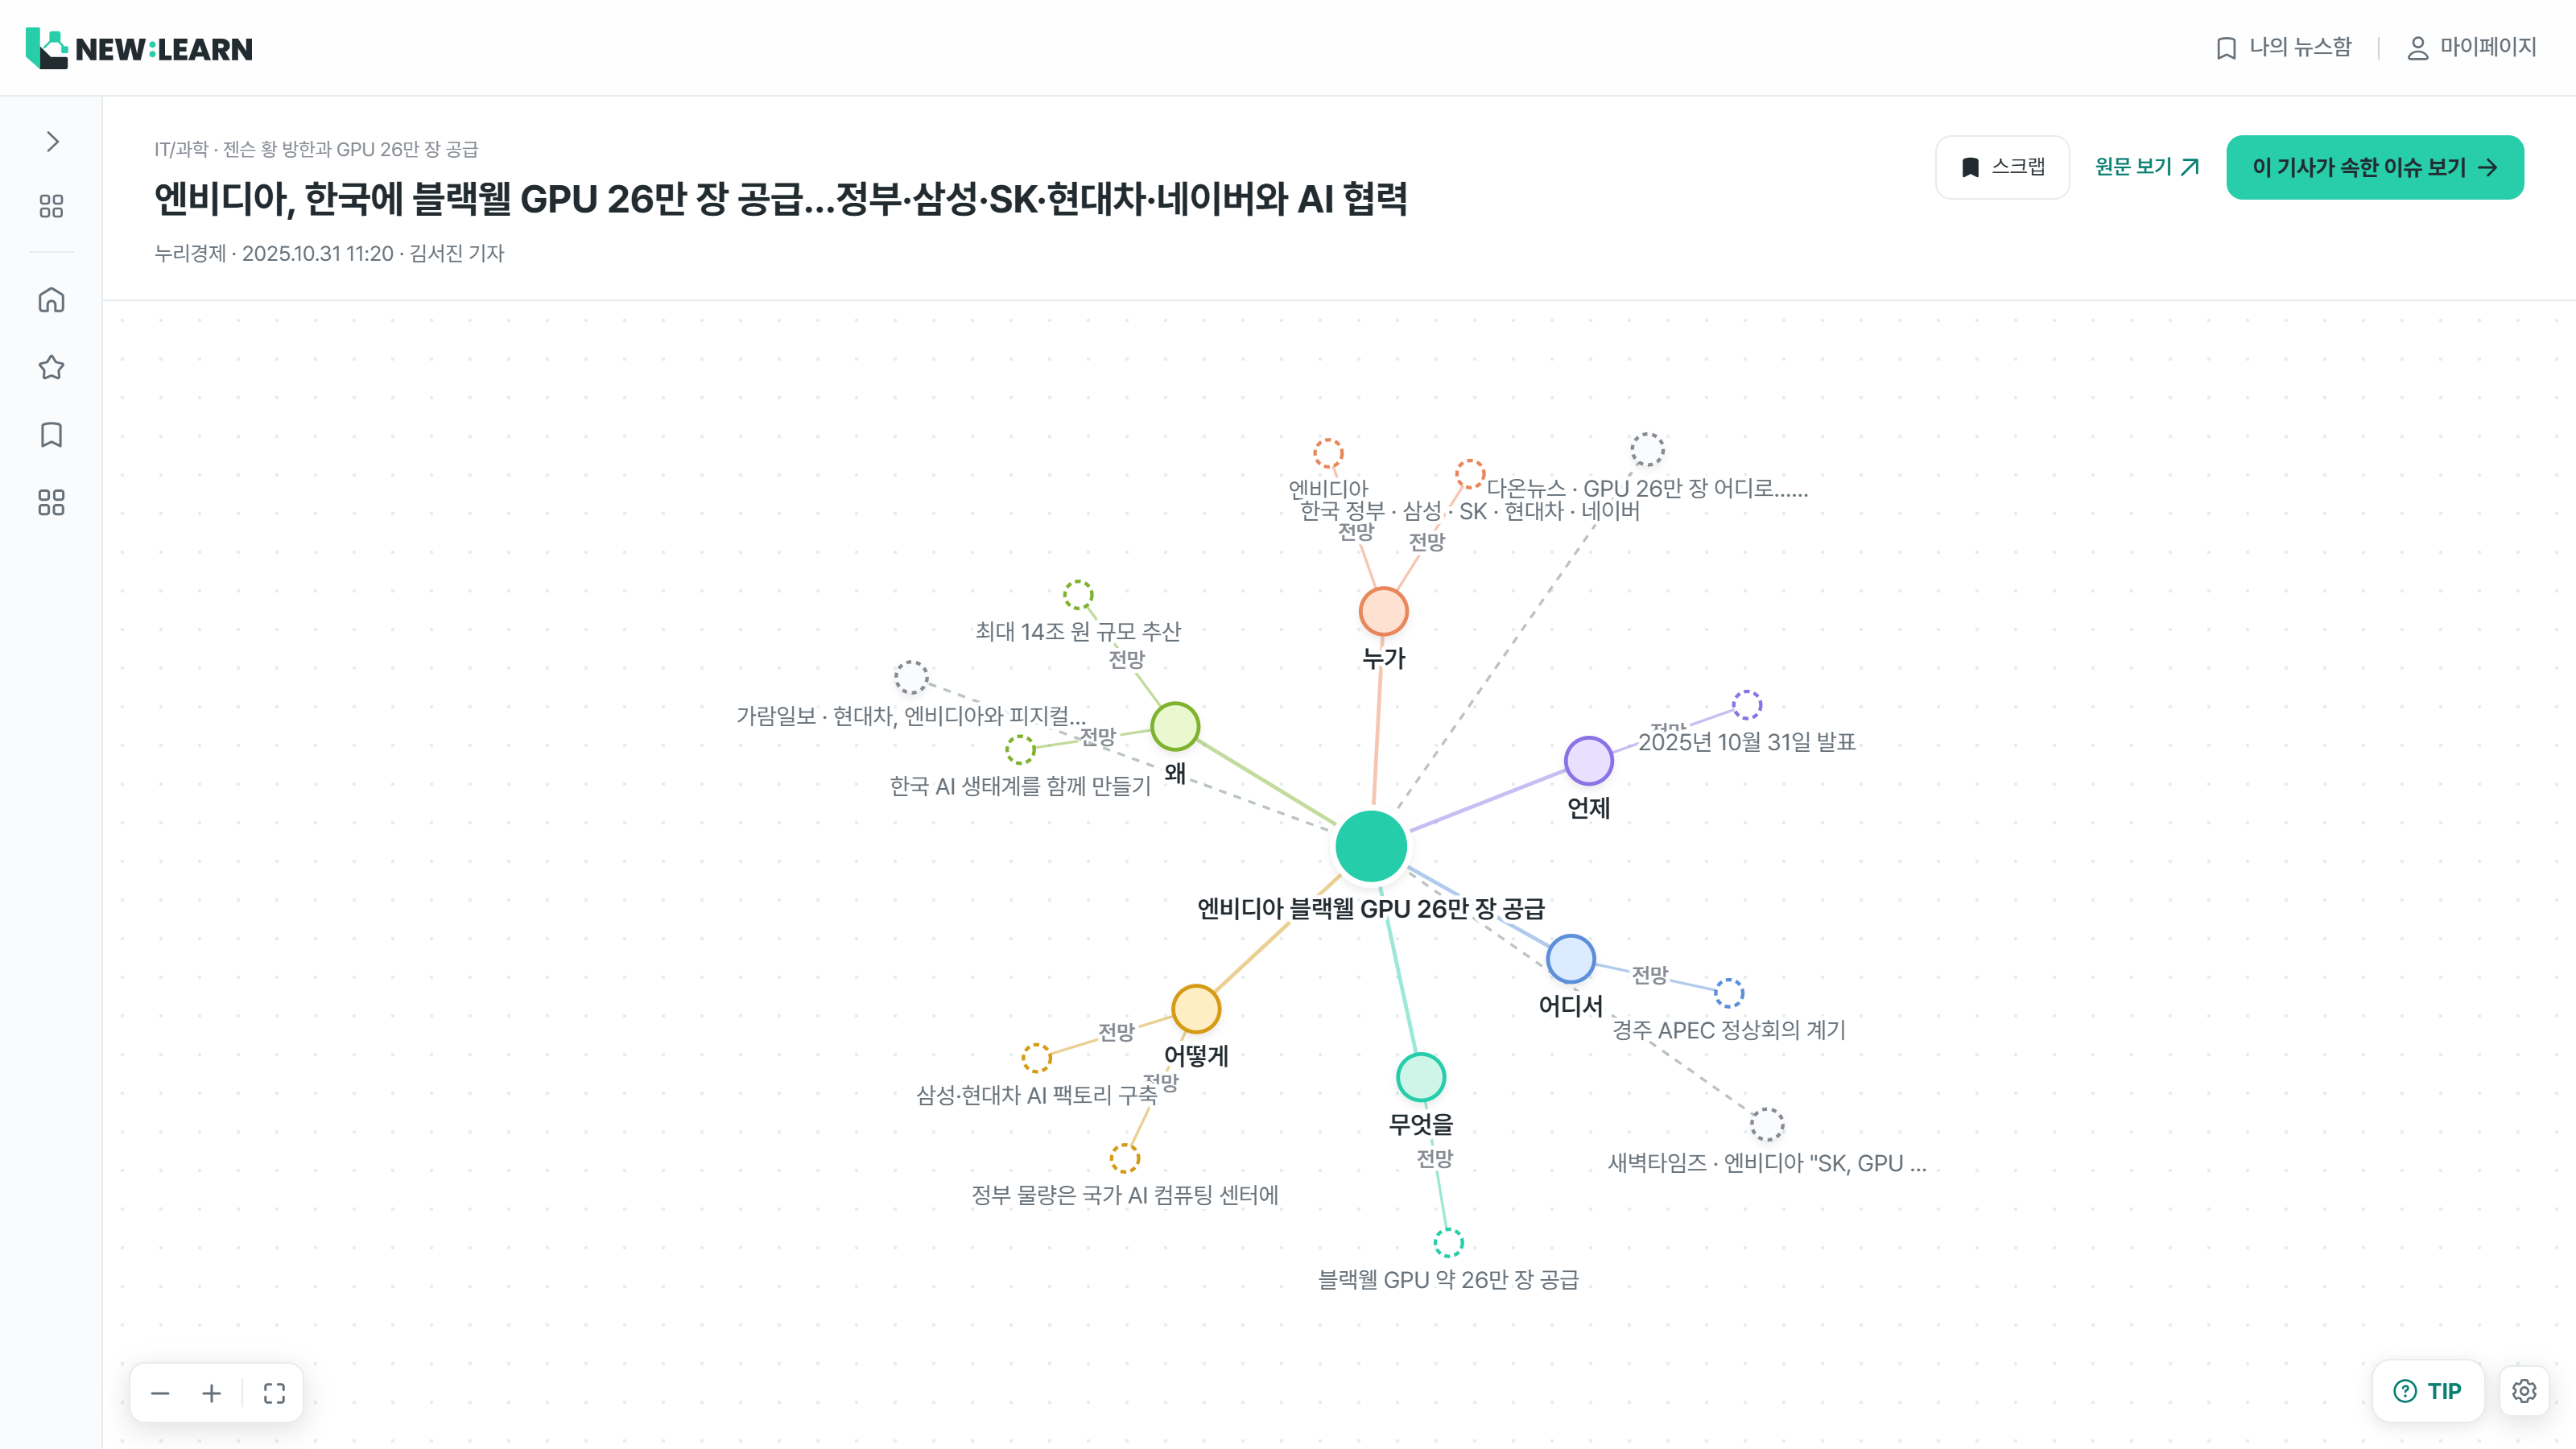 NEW:LEARN
나의 뉴스함
마이페이지
IT/과학 · 젠슨 황 방한과 GPU 26만 장 공급
엔비디아, 한국에 블랙웰 GPU 26만 장 공급…정부·삼성·SK·현대차·네이버와 AI 협력
누리경제 · 2025.10.31 11:20 · 김서진 기자
스크랩
원문 보기
이 기사가 속한 이슈 보기
엔비디아
다온뉴스 · GPU 26만 장 어디로……
한국 정부 · 삼성 · SK · 현대차 · 네이버
전망
전망
최대 14조 원 규모 추산
전망
누가
가람일보 · 현대차, 엔비디아와 피지컬…
전망
전망
2025년 10월 31일 발표
왜
한국 AI 생태계를 함께 만들기
언제
엔비디아 블랙웰 GPU 26만 장 공급
전망
어디서
경주 APEC 정상회의 계기
전망
어떻게
전망
삼성·현대차 AI 팩토리 구축
무엇을
전망
새벽타임즈 · 엔비디아 "SK, GPU …
정부 물량은 국가 AI 컴퓨팅 센터에
블랙웰 GPU 약 26만 장 공급
TIP